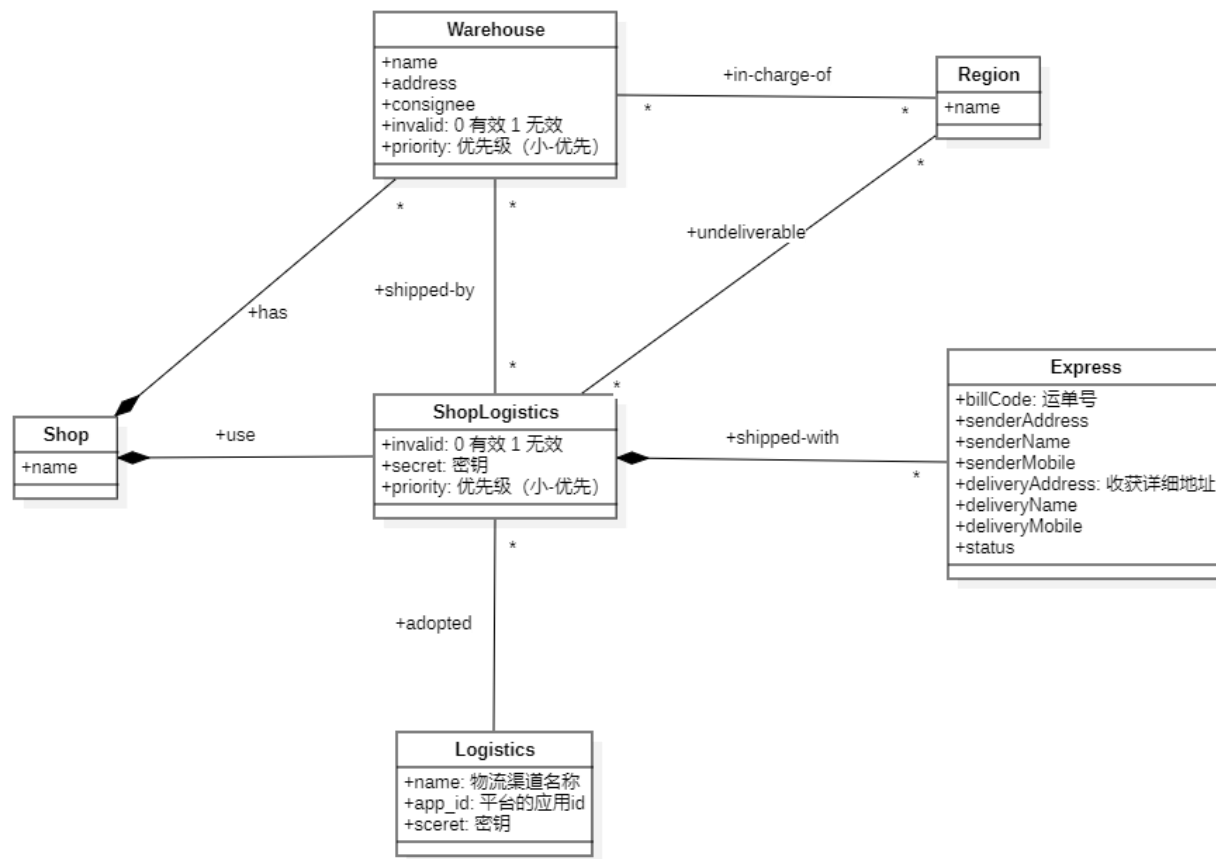 Warehouse
+name
+address
+consignee
+invalid: 0 有效 1 无效
+priority: 优先级（小-优先）
+in-charge-of
*
*
Region
+name
*
*
*
+undeliverable
+shipped-by
+has
*
*
Shop
+name
+use
ShopLogistics
+invalid: 0 有效 1 无效
+secret: 密钥
+priority: 优先级（小-优先）
+shipped-with
*
Express
+billCode: 运单号
+senderAddress
+senderName
+senderMobile
+deliveryAddress: 收获详细地址
+deliveryName
+deliveryMobile
+status
*
+adopted
Logistics
+name: 物流渠道名称
+app_id: 平台的应用id
+sceret: 密钥